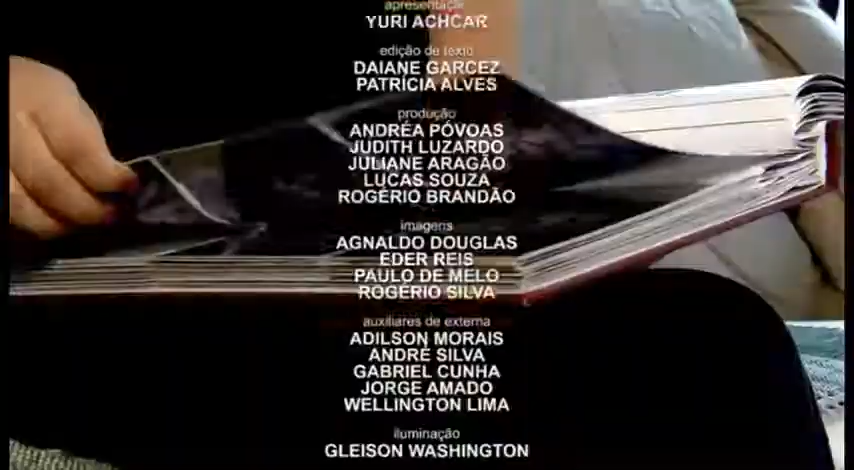 apresentação
YURI ACHCAR
edição de texto
DAIANE GARCEZ
PATRÍCIA ALVES
produção
ANDRÉA PÓVOAS
JUDITH LUZARDO
JULIANE ARAGÃO
LUCAS SOUZA
ROGÉRIO BRANDÃO
imagens
AGNALDO DOUGLAS
EDER REIS
PAULO DE MELO
ROGÉRIO SILVA
auxiliares de externa
ADILSON MORAIS
ANDRÉ SILVA
GABRIEL CUNHA
JORGE AMADO
WELLINGTON LIMA
iluminação
GLEISON WASHINGTON